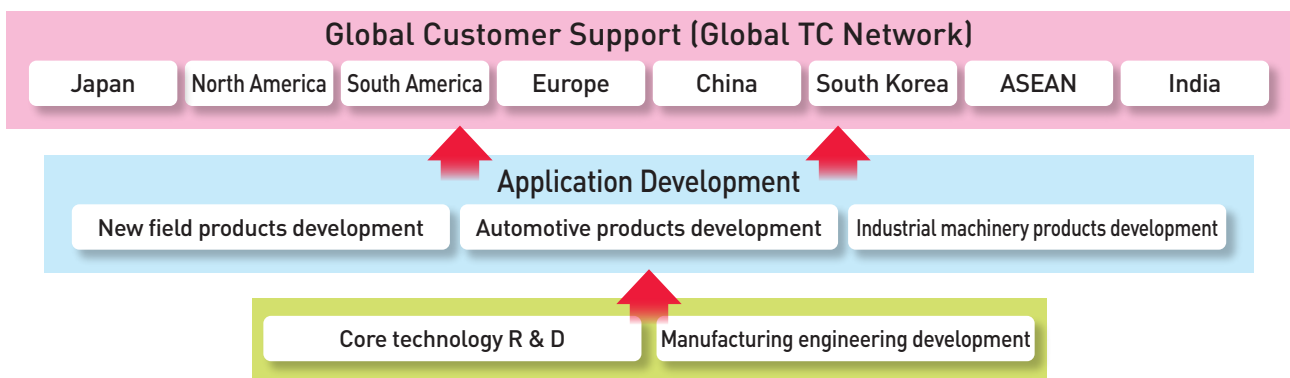 Global Customer Support (Global TC Network)
Japan
North America
South America
Europe
China
South Korea
ASEAN
India
Application Development
New field products development
Automotive products development
Industrial machinery products development
Core technology R & D
Manufacturing engineering development